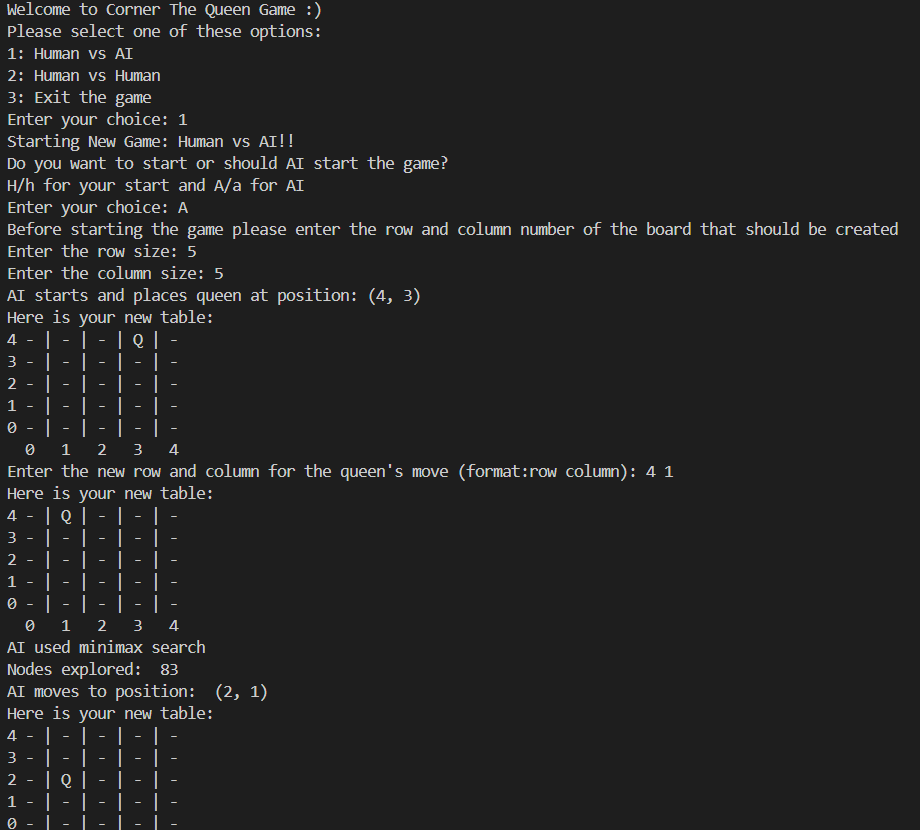 Welcome to Corner The Queen Game :)
Please select one of these options:
1: Human vs AI
2: Human vs Human
3: Exit the game
Enter your choice: 1
Starting New Game: Human vs AI!!
Do you want to start or should AI start the game?
H/h for your start and A/a for AI
Enter your choice: A
Before starting the game please enter the row and column number of the board that should be created
Enter the row size: 5
Enter the column size: 5
AI starts and places queen at position: (4, 3)
Here is your new table:
4 - | - | - | Q | -
3 - | - | - | - | -
2 - | - | - | - | -
1 - | - | - | - | -
0 - | - | - | - | -
  0   1   2   3   4
Enter the new row and column for the queen's move (format:row column): 4 1
Here is your new table:
4 - | Q | - | - | -
3 - | - | - | - | -
2 - | - | - | - | -
1 - | - | - | - | -
0 - | - | - | - | -
  0   1   2   3   4
AI used minimax search
Nodes explored:  83
AI moves to position:  (2, 1)
Here is your new table:
4 - | - | - | - | -
3 - | - | - | - | -
2 - | Q | - | - | -
1 - | - | - | - | -
0 - | - | - | - | -